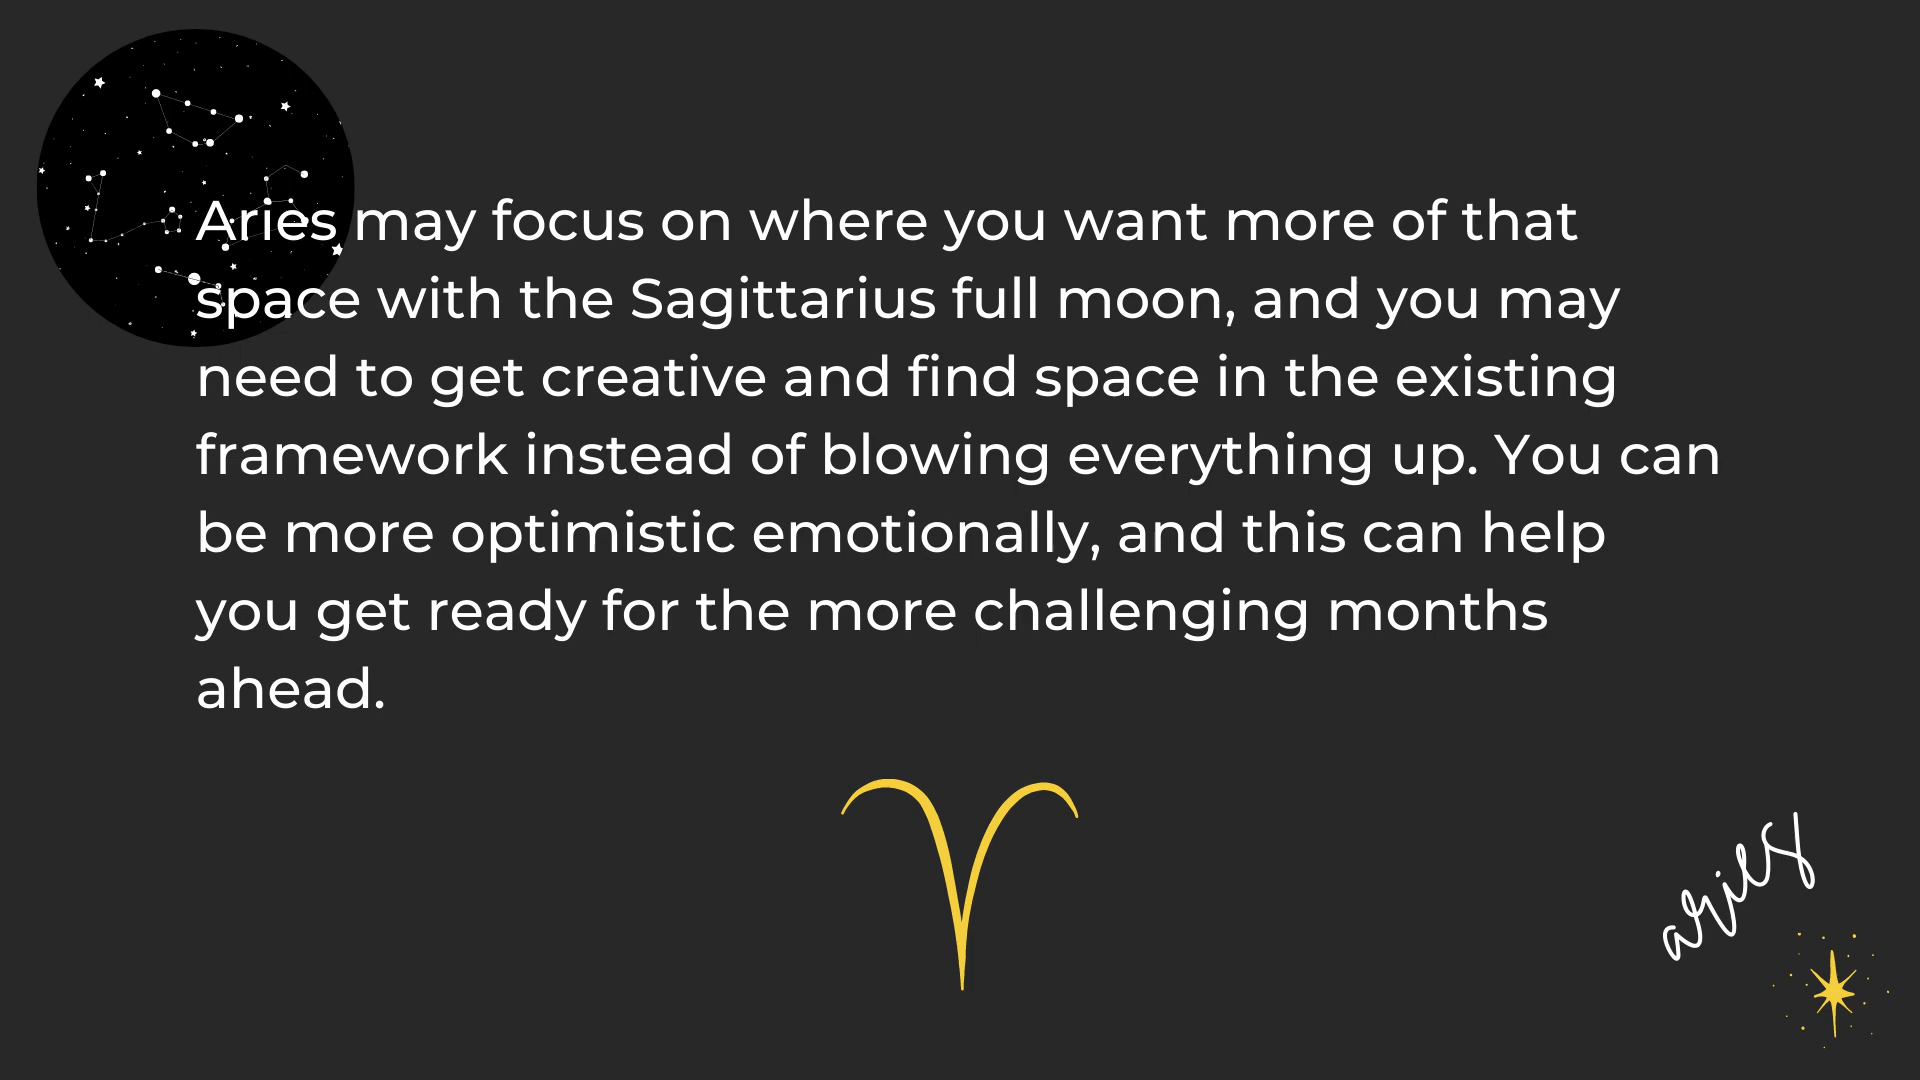 Aries may focus on where you want more of that
space with the Sagittarius full moon, and you may
need to get creative and find space in the existing
framework instead of blowing everything up. You can
be more optimistic emotionally, and this can help
you get ready for the more challenging months
ahead.
aries